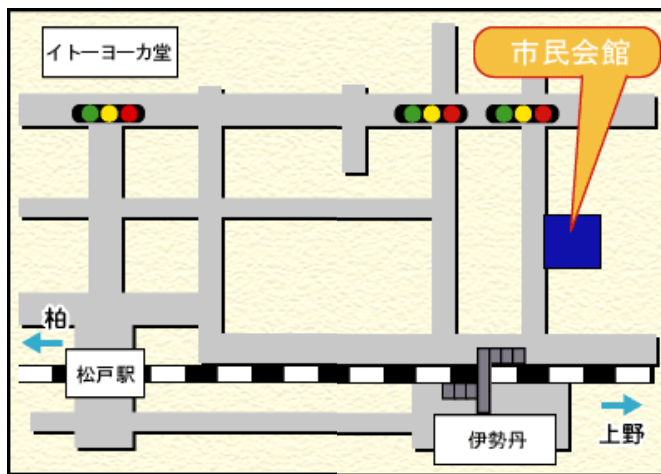 イトーヨーカ堂
市民会館
柏
松戸駅
上野
伊勢丹